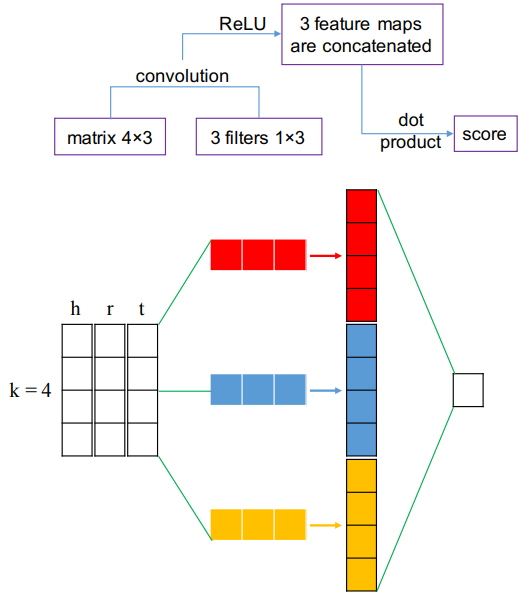 ReLU
3 feature maps
are concatenated
convolution
matrix 4×3
3 filters 1×3
dot
product
score
h r t
k = 4